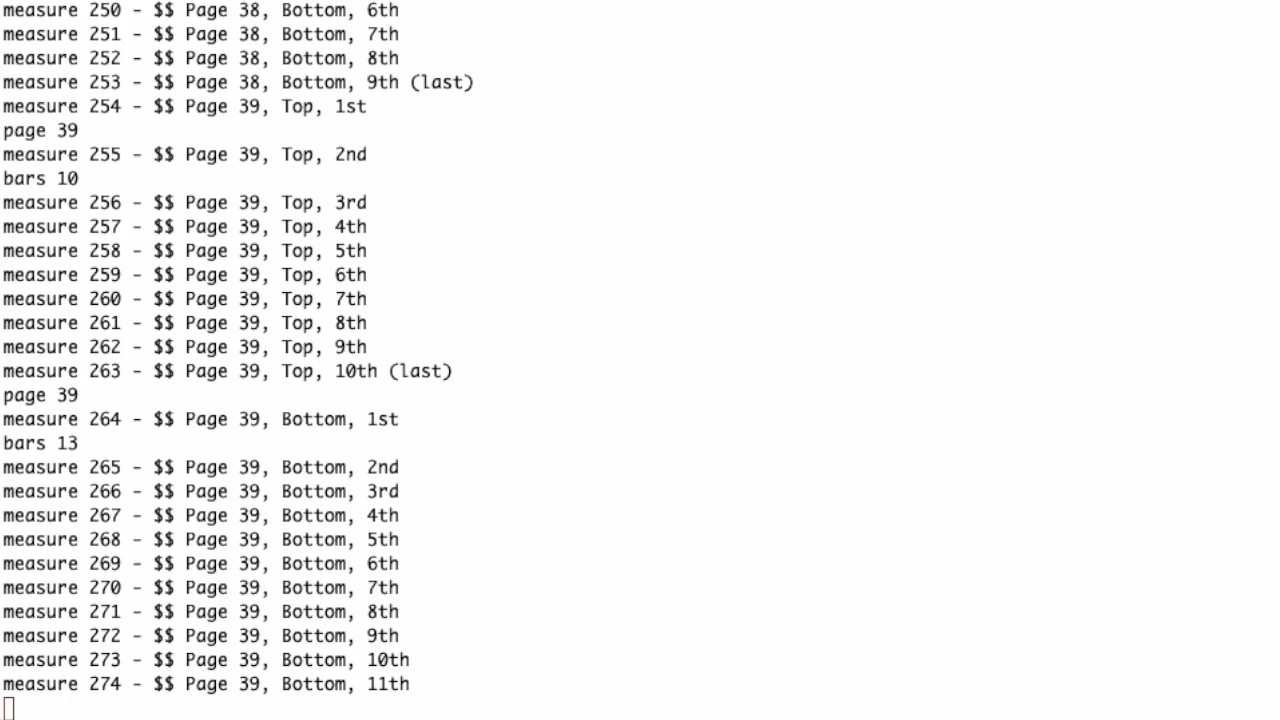 measure 250 - $$ Page 38, Bottom, 6th
measure 251 - $$ Page 38, Bottom, 7th
measure 252 - $$ Page 38, Bottom, 8th
measure 253 - $$ Page 38, Bottom, 9th (last)
measure 254 - $$ Page 39, Top, 1st
page 39
measure 255 - $$ Page 39, Top, 2nd
bars 10
measure 256 - $$ Page 39, Top, 3rd
measure 257 - $$ Page 39, Top, 4th
measure 258 - $$ Page 39, Top, 5th
measure 259 - $$ Page 39, Top, 6th
measure 260 - $$ Page 39, Top, 7th
measure 261 - $$ Page 39, Top, 8th
measure 262 - $$ Page 39, Top, 9th
measure 263 - $$ Page 39, Top, 10th (last)
page 39
measure 264 - $$ Page 39, Bottom, 1st
bars 13
measure 265 - $$ Page 39, Bottom, 2nd
measure 266 - $$ Page 39, Bottom, 3rd
measure 267 - $$ Page 39, Bottom, 4th
measure 268 - $$ Page 39, Bottom, 5th
measure 269 - $$ Page 39, Bottom, 6th
measure 270 - $$ Page 39, Bottom, 7th
measure 271 - $$ Page 39, Bottom, 8th
measure 272 - $$ Page 39, Bottom, 9th
measure 273 - $$ Page 39, Bottom, 10th
measure 274 - $$ Page 39, Bottom, 11th